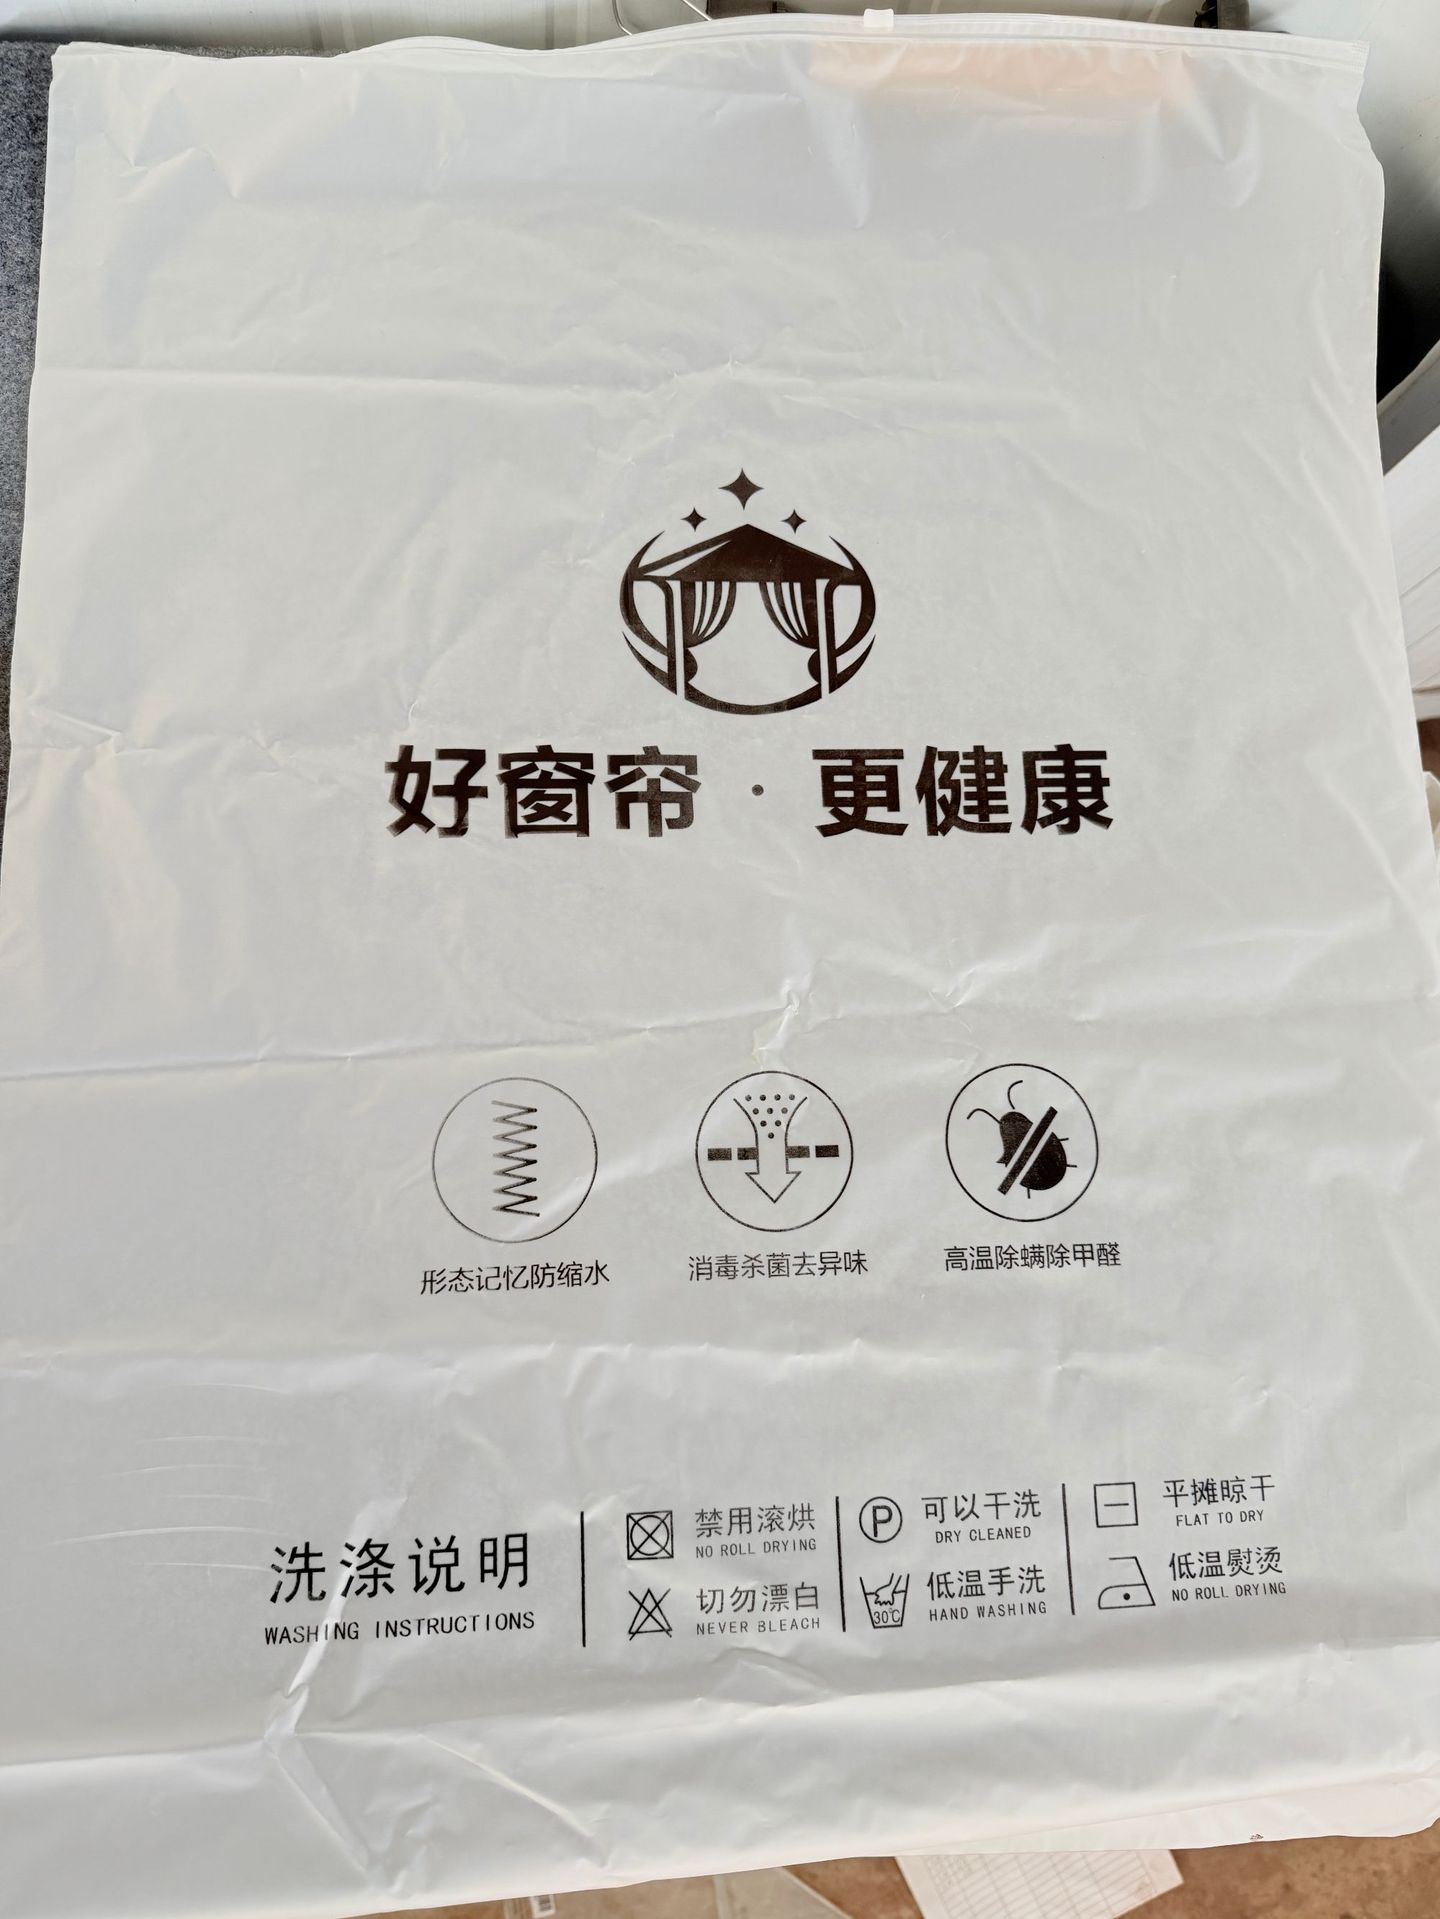 好窗帘·更健康
形态记忆防缩水
消毒杀菌去异味
高温除螨除甲醛
洗涤说明
WASHING INSTRUCTIONS
禁用滚烘
NO ROLL DRYING
切勿漂白
NEVER BLEACH
P
可以干洗
DRY CLEANED
30℃
低温手洗
HAND WASHING
平摊晾干
FLAT TO DRY
低温熨烫
NO ROLL DRYING